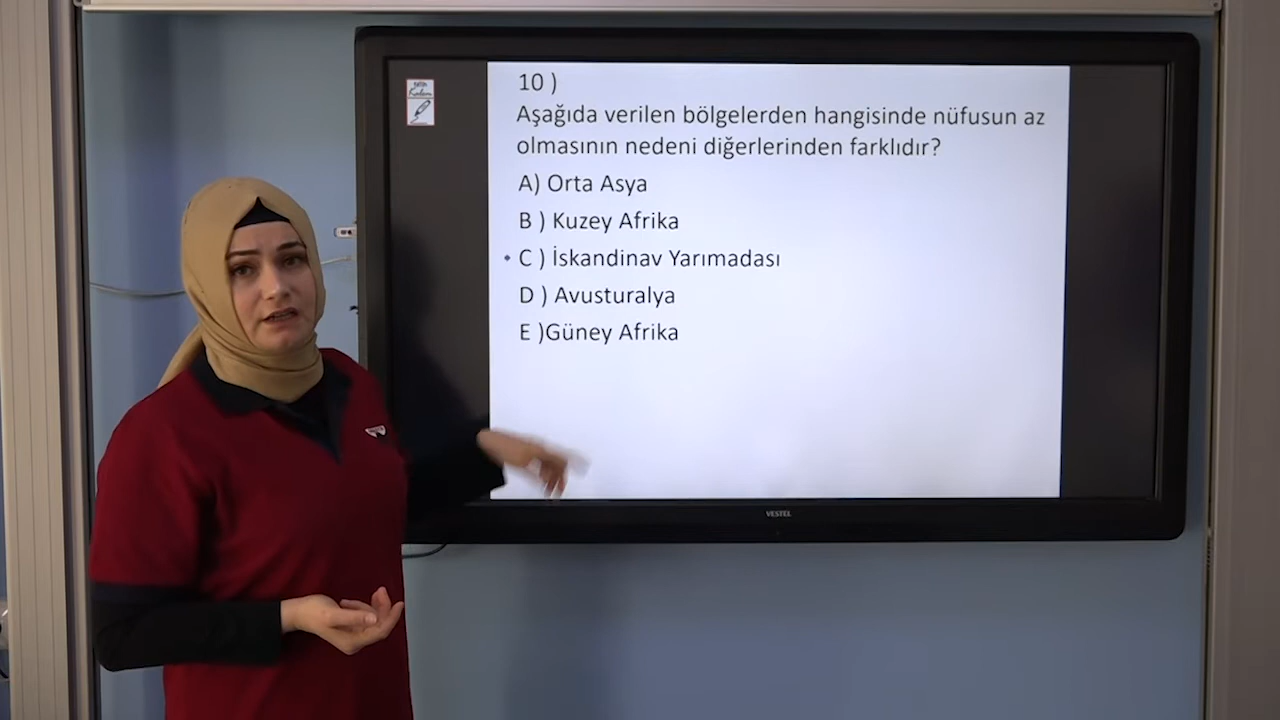 10 )
Aşağıda verilen bölgelerden hangisinde nüfusun az
olmasının nedeni diğerlerinden farklıdır?
A) Orta Asya
B ) Kuzey Afrika
• C ) İskandinav Yarımadası
D ) Avusturalya
E )Güney Afrika
VESTEL